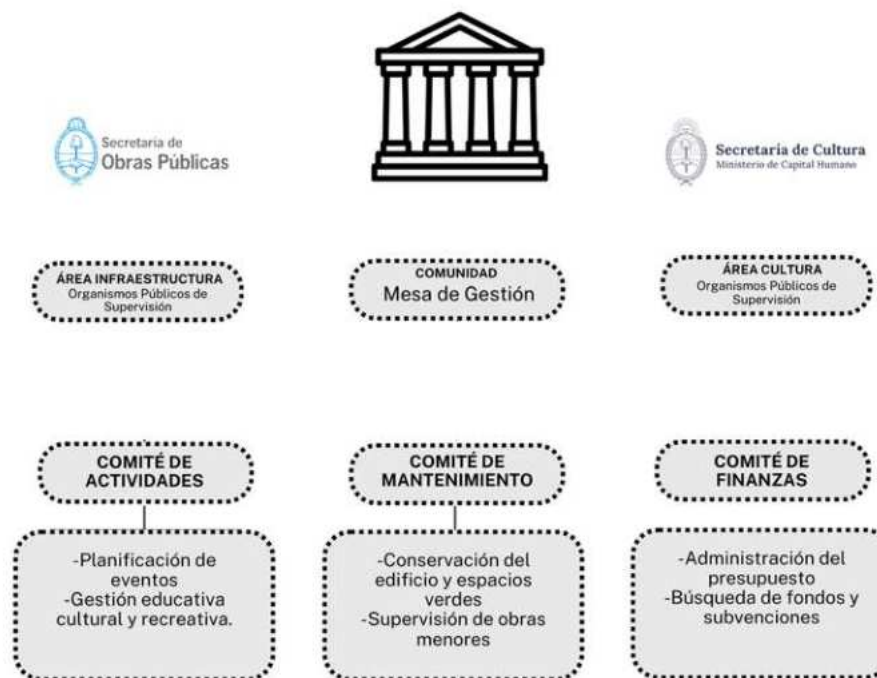 Secretaría de
Obras Públicas
Secretaría de Cultura
Ministerio de Capital Humano
ÁREA INFRAESTRUCTURA
Organismos Públicos de
Supervisión
COMUNIDAD
Mesa de Gestión
ÁREA CULTURA
Organismos Públicos de
Supervisión
COMITÉ DE
ACTIVIDADES
COMITÉ DE
MANTENIMIENTO
COMITÉ DE
FINANZAS
-Planificación de
eventos
-Gestión educativa
cultural y recreativa.
-Conservación del
edificio y espacios
verdes
-Supervisión de obras
menores
-Administración del
presupuesto
-Búsqueda de fondos y
subvenciones